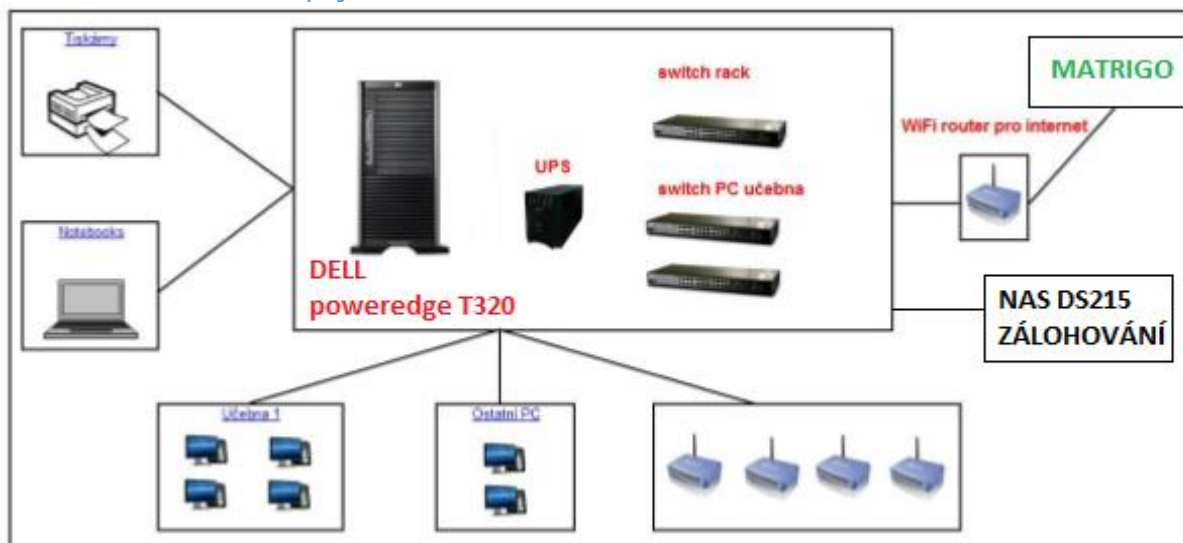 Tiskárny
switch rack
MATRIGO
WiFi router pro internet
UPS
switch PC učebna
Notebooks
DELL
poweredge T320
NAS DS215
ZÁLOHOVÁNÍ
Učebna 1
Ostatní PC